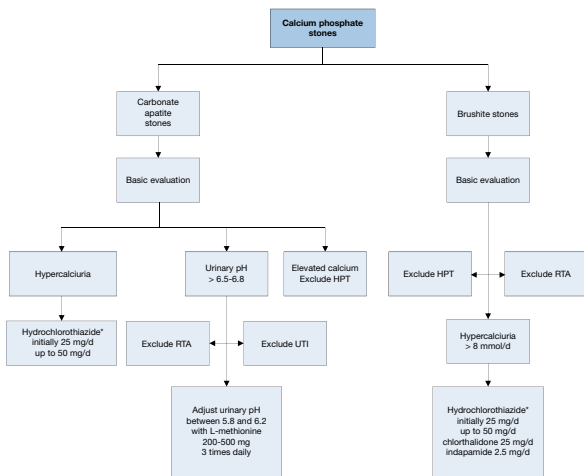 Calcium phosphate
stones
Carbonate
apatite
stones
Brushite stones
Basic evaluation
Basic evaluation
Hypercalciuria
Urinary pH
> 6.5-6.8
Elevated calcium
Exclude HPT
Exclude HPT
Exclude RTA
Hydrochlorothiazide*
initially 25 mg/d
up to 50 mg/d
Exclude RTA
Exclude UTI
Hypercalciuria
> 8 mmol/d
Adjust urinary pH
between 5.8 and 6.2
with L-methionine
200-500 mg
3 times daily
Hydrochlorothiazide*
initially 25 mg/d
up to 50 mg/d
chlorthalidone 25 mg/d
indapamide 2.5 mg/d